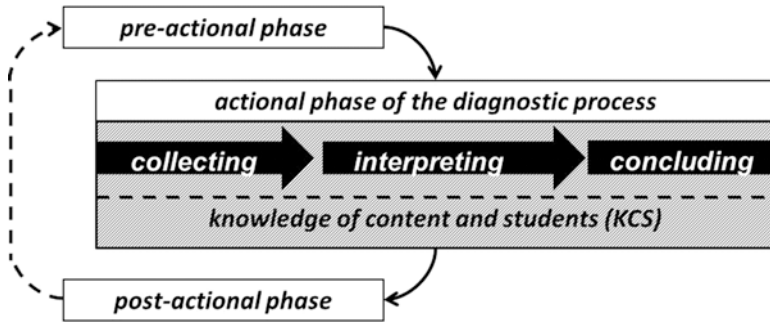 pre-actional phase
actional phase of the diagnostic process
collecting interpreting concluding
knowledge of content and students (KCS)
post-actional phase